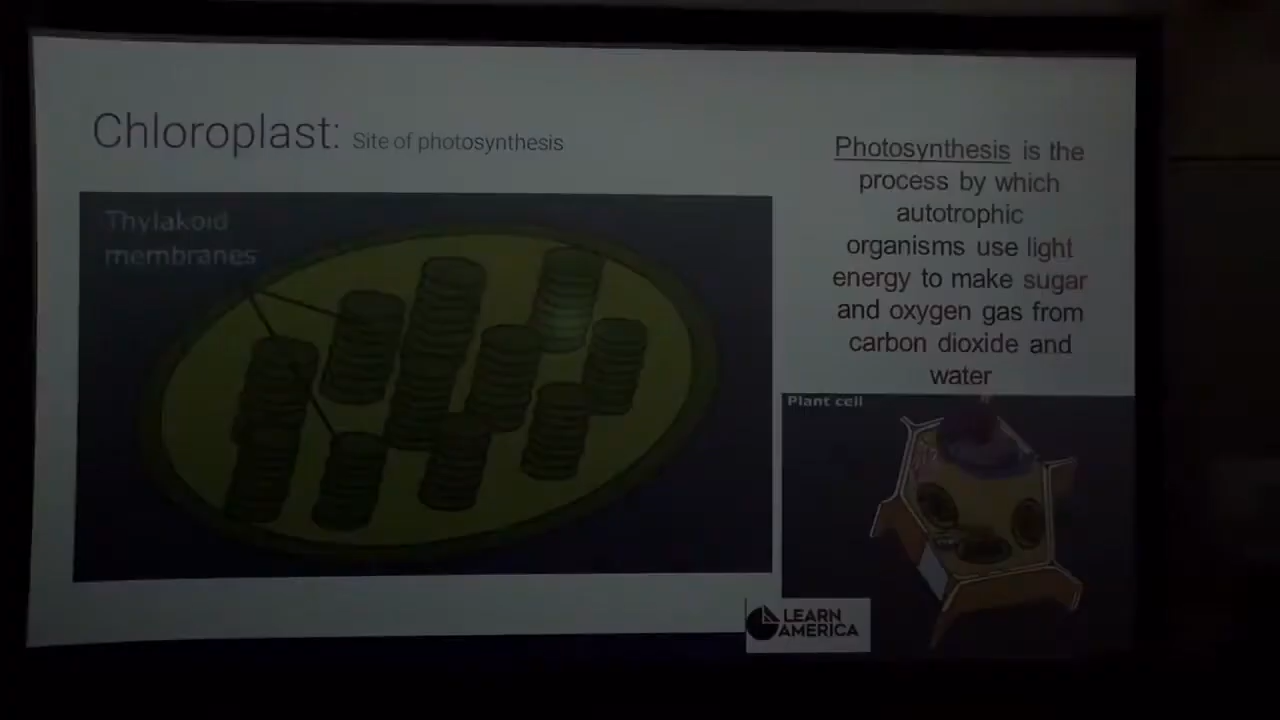 Chloroplast: Site of photosynthesis
Thylakoid
membranes
Photosynthesis is the
process by which
autotrophic
organisms use light
energy to make sugar
and oxygen gas from
carbon dioxide and
water
Plant cell
LEARN
AMERICA